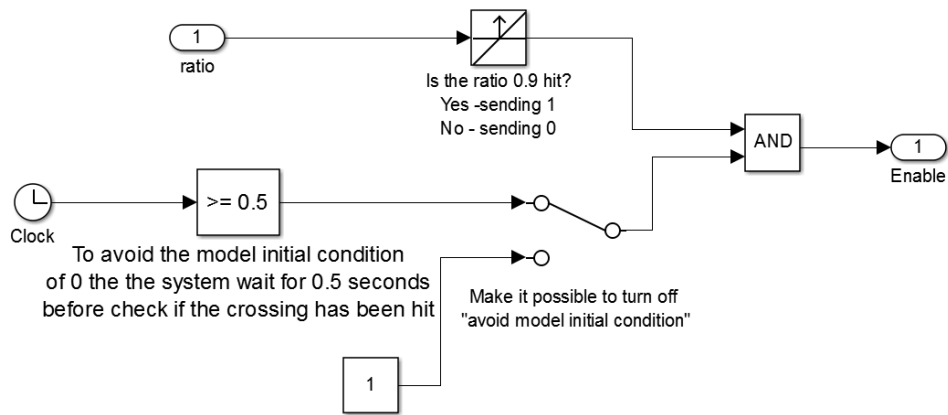 1
ratio
Is the ratio 0.9 hit?
Yes -sending 1
No - sending 0
AND
1
Enable
Clock
>= 0.5
To avoid the model initial condition
of 0 the the system wait for 0.5 seconds
before check if the crossing has been hit
Make it possible to turn off
"avoid model initial condition"
1